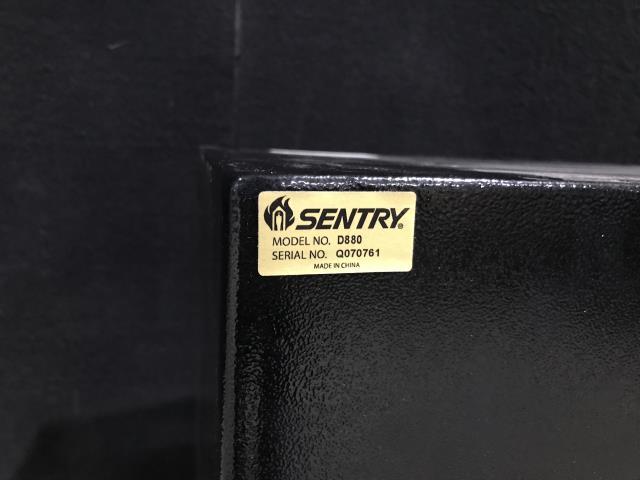 SENTRY®
MODEL NO. D880
SERIAL NO. Q070761
MADE IN CHINA